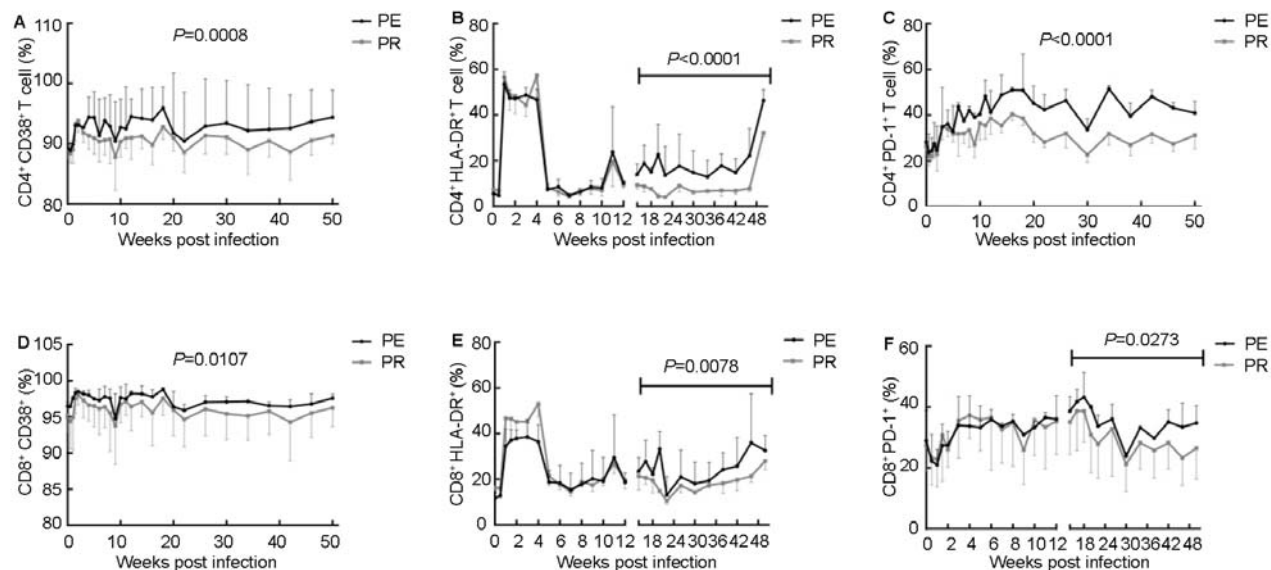 A
P=0.0008
PE
PR
CD4+ CD38+ T cell (%)
110
100
90
80
0 10 20 30 40 50
Weeks post infection
B
P<0.0001
PE
PR
CD4+ HLA-DR+ T cell (%)
80
60
40
20
0
0 2 4 6 8 10 12 18 24 30 36 42 48
Weeks post infection
C
P<0.0001
PE
PR
CD4+ PD-1+ T cell (%)
80
60
40
20
0
0 10 20 30 40 50
Weeks post infection
D
P=0.0107
PE
PR
CD8+ CD38+ (%)
105
100
95
90
85
80
0 10 20 30 40 50
Weeks post infection
E
P=0.0078
PE
PR
CD8+ HLA-DR+ (%)
80
60
40
20
0
0 2 4 6 8 10 12 18 24 30 36 42 48
Weeks post infection
F
P=0.0273
PE
PR
CD8+ PD-1+ (%)
60
40
20
0
0 2 4 6 8 10 12 18 24 30 36 42 48
Weeks post infection